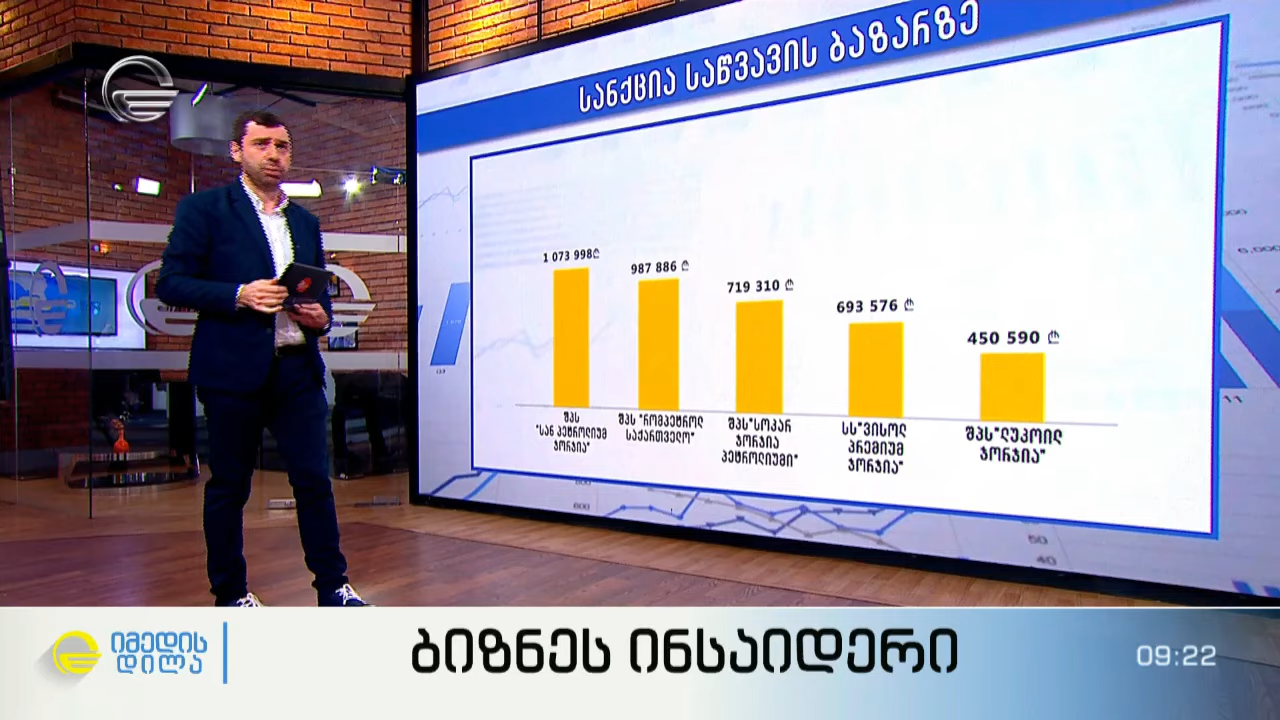 სანქცია საწვავის ბაზარზე
1 073 998₾
987 886 ₾
719 310 ₾
693 576 ₾
450 590 ₾
შპს
"სან პეტროლიუმ
ჯორჯია"
შპს "რომპეტროლ
საქართველო"
შპს"სოკარ
ჯორჯია
პეტროლიუმი"
სს"ვისოლ
პრემიუმ
ჯორჯია"
შპს"ლუკოილ
ჯორჯია"
იმედის
დილა
ბიზნეს ინსაიდერი
09:22